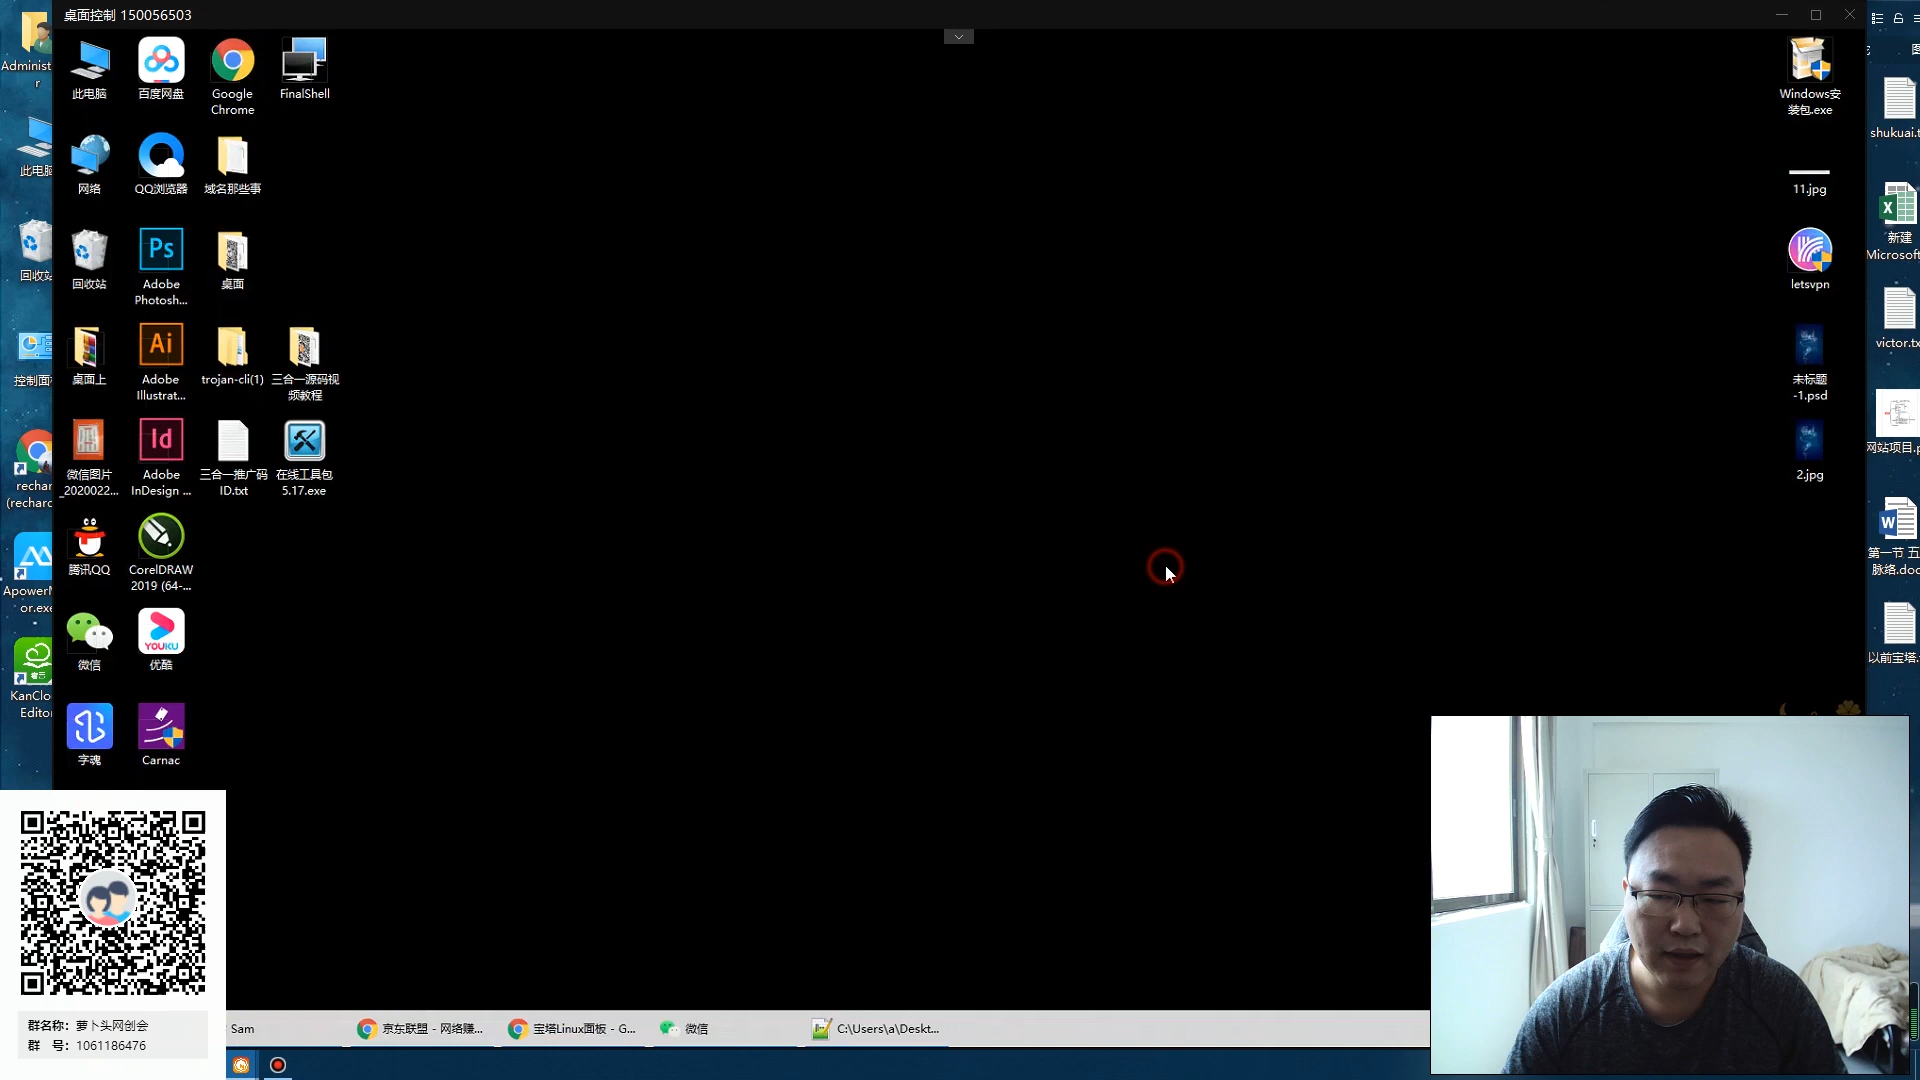 桌面控制 150056503
Administ
r
此电脑
回收站
控制面
rechar
(rechard
ApowerM
or.exe
KanClo
Edito
此电脑
百度网盘
Google
Chrome
FinalShell
网络
QQ浏览器
域名那些事
回收站
Ps
Adobe
Photosh...
桌面
桌面上
Ai
Adobe
Illustrat...
trojan-cli(1)
三合一源码视
频教程
微信图片
_2020022...
Id
Adobe
InDesign ...
三合一推广码
ID.txt
在线工具包
5.17.exe
腾讯QQ
CorelDRAW
2019 (64-...
微信
YOUKU
优酷
字魂
Carnac
Windows安
装包.exe
11.jpg
letsvpn
未标题
-1.psd
2.jpg
shukuai.t
新建
Microsoft
victor.tx
网站项目.p
第一节 五
脉络.doc
以前宝塔.
群名称: 萝卜头网创会
群 号: 1061186476
Sam
京东联盟 - 网络赚...
宝塔Linux面板 - G...
微信
C:\Users\a\Deskt...